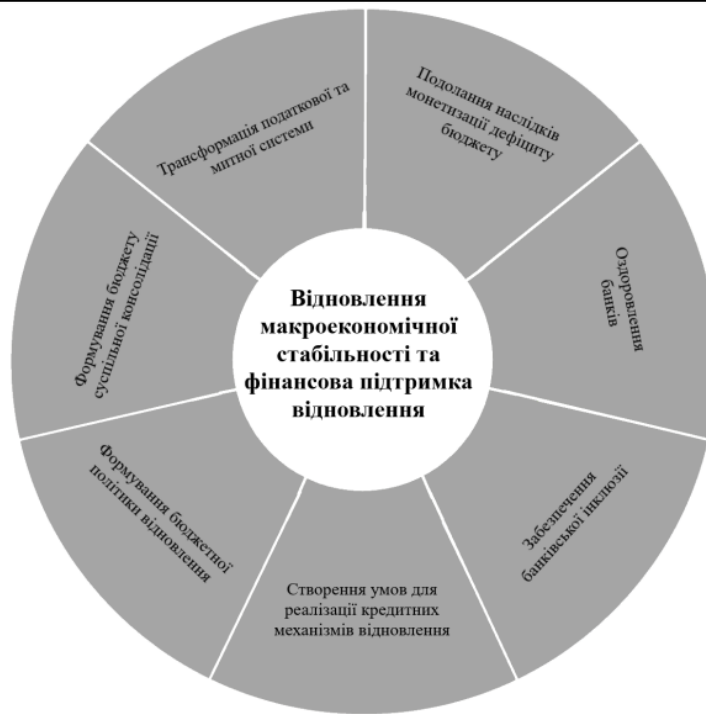 Подолання наслідків
монетизації дефіциту
бюджету
Оздоровлення
банків
Забезпечення
банківської інклюзії
Створення умов для
реалізації кредитних
механізмів відновлення
Формування бюджетної
політики відновлення
Формування бюджету
суспільної консолідації
Трансформація податкової та
митної системи
Відновлення
макроекономічної
стабільності та
фінансова підтримка
відновлення